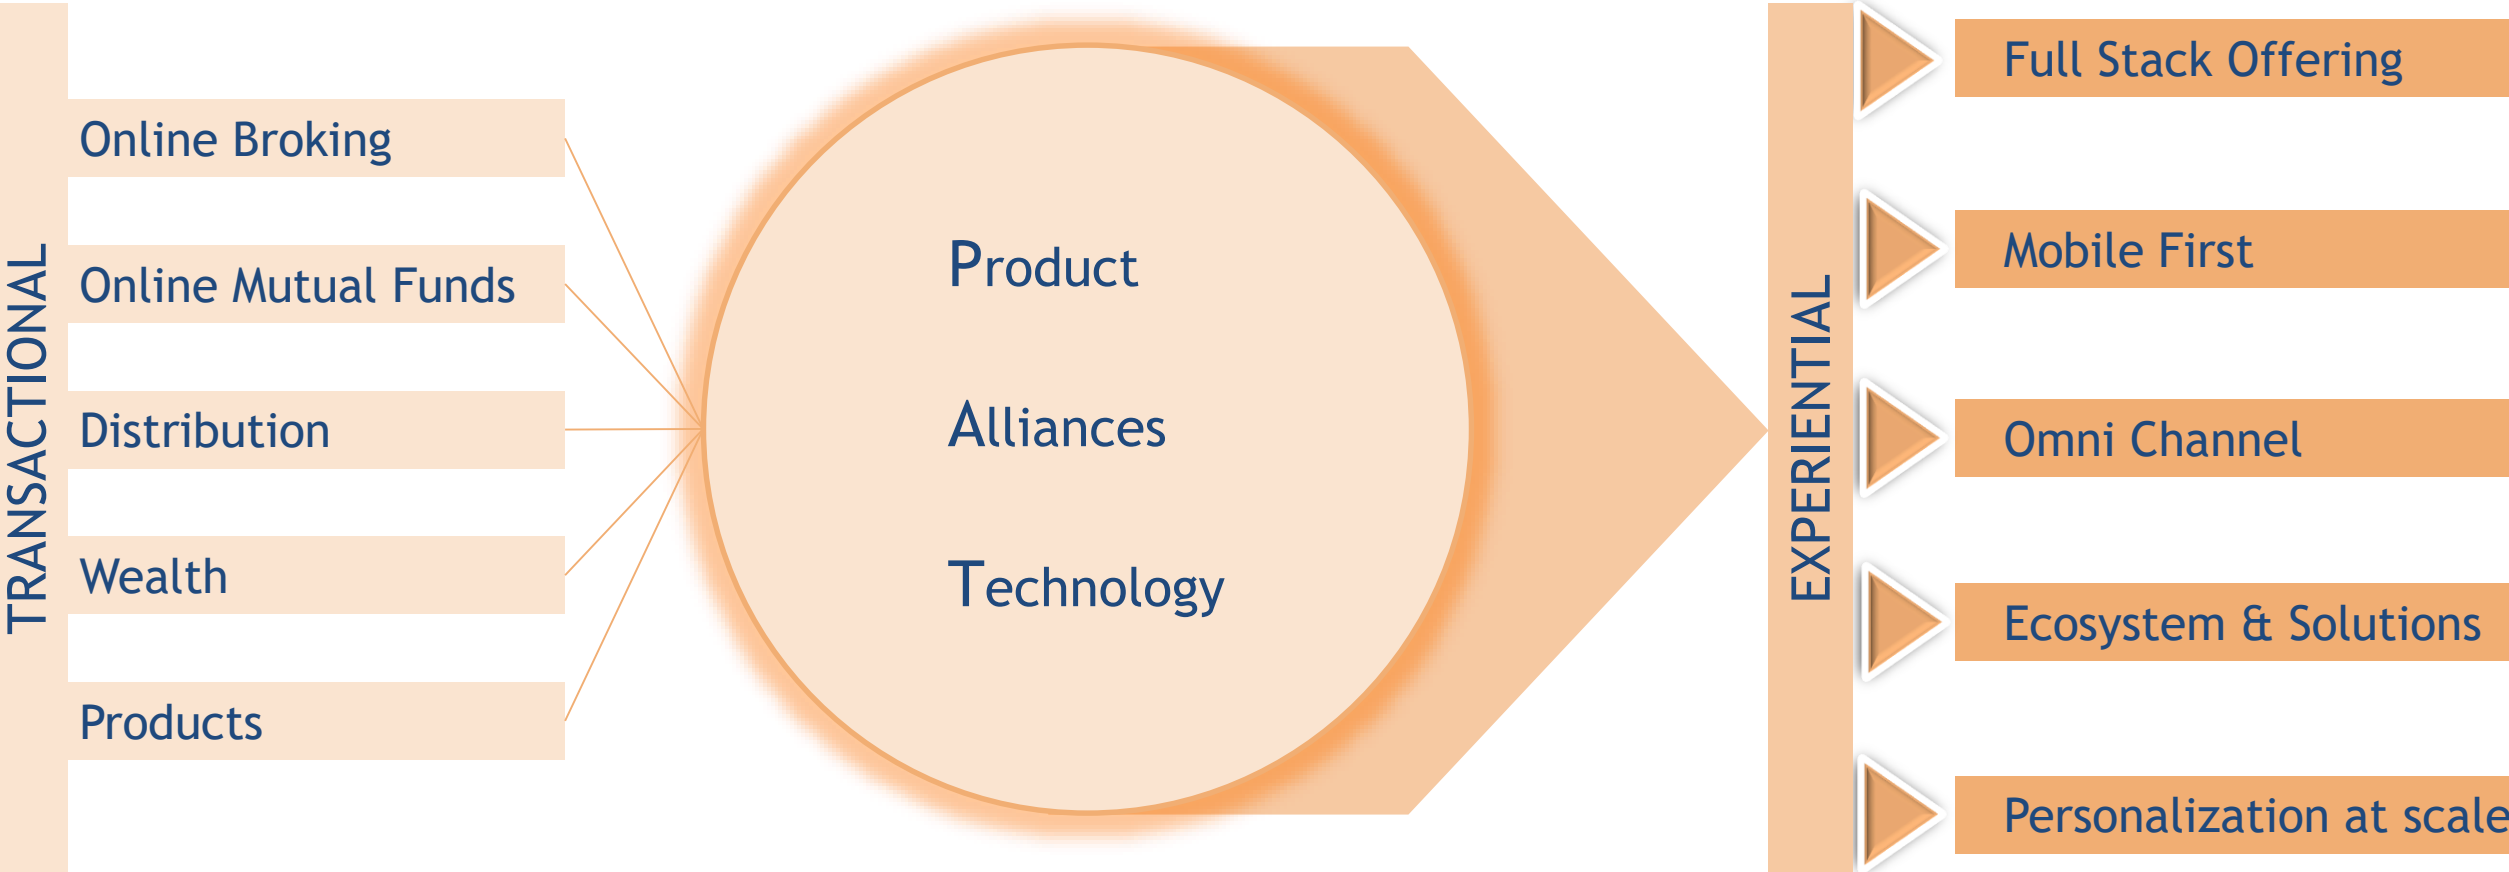 TRANSACTIONAL
Online Broking
Online Mutual Funds
Distribution
Wealth
Products
Product
Alliances
Technology
EXPERIENTIAL
Full Stack Offering
Mobile First
Omni Channel
Ecosystem & Solutions
Personalization at scale